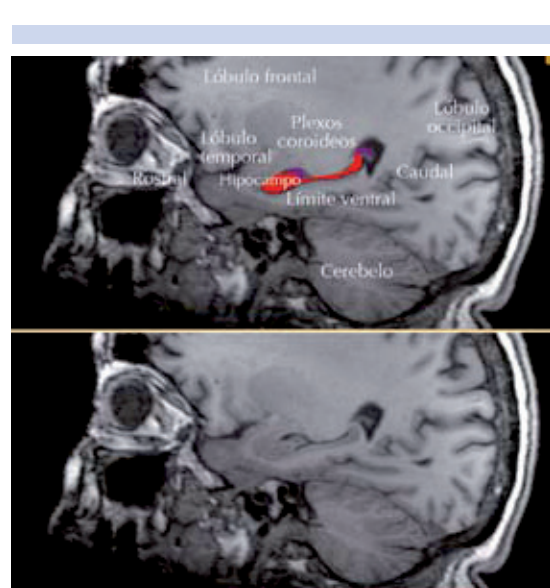 Lóbulo frontal
Lóbulo
occipital
Plexos
coroideos
Lóbulo
temporal
Caudal
Rostral
Hipocampo
Límite ventral
Cerebelo